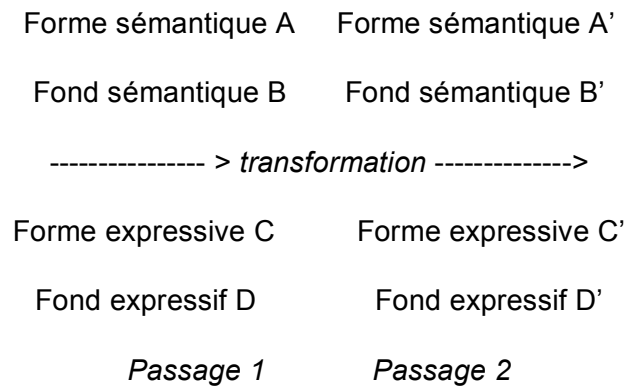 Forme sémantique A Forme sémantique A’
Fond sémantique B Fond sémantique B’
---------------- > transformation -------------->
Forme expressive C Forme expressive C’
Fond expressif D Fond expressif D’
Passage 1 Passage 2